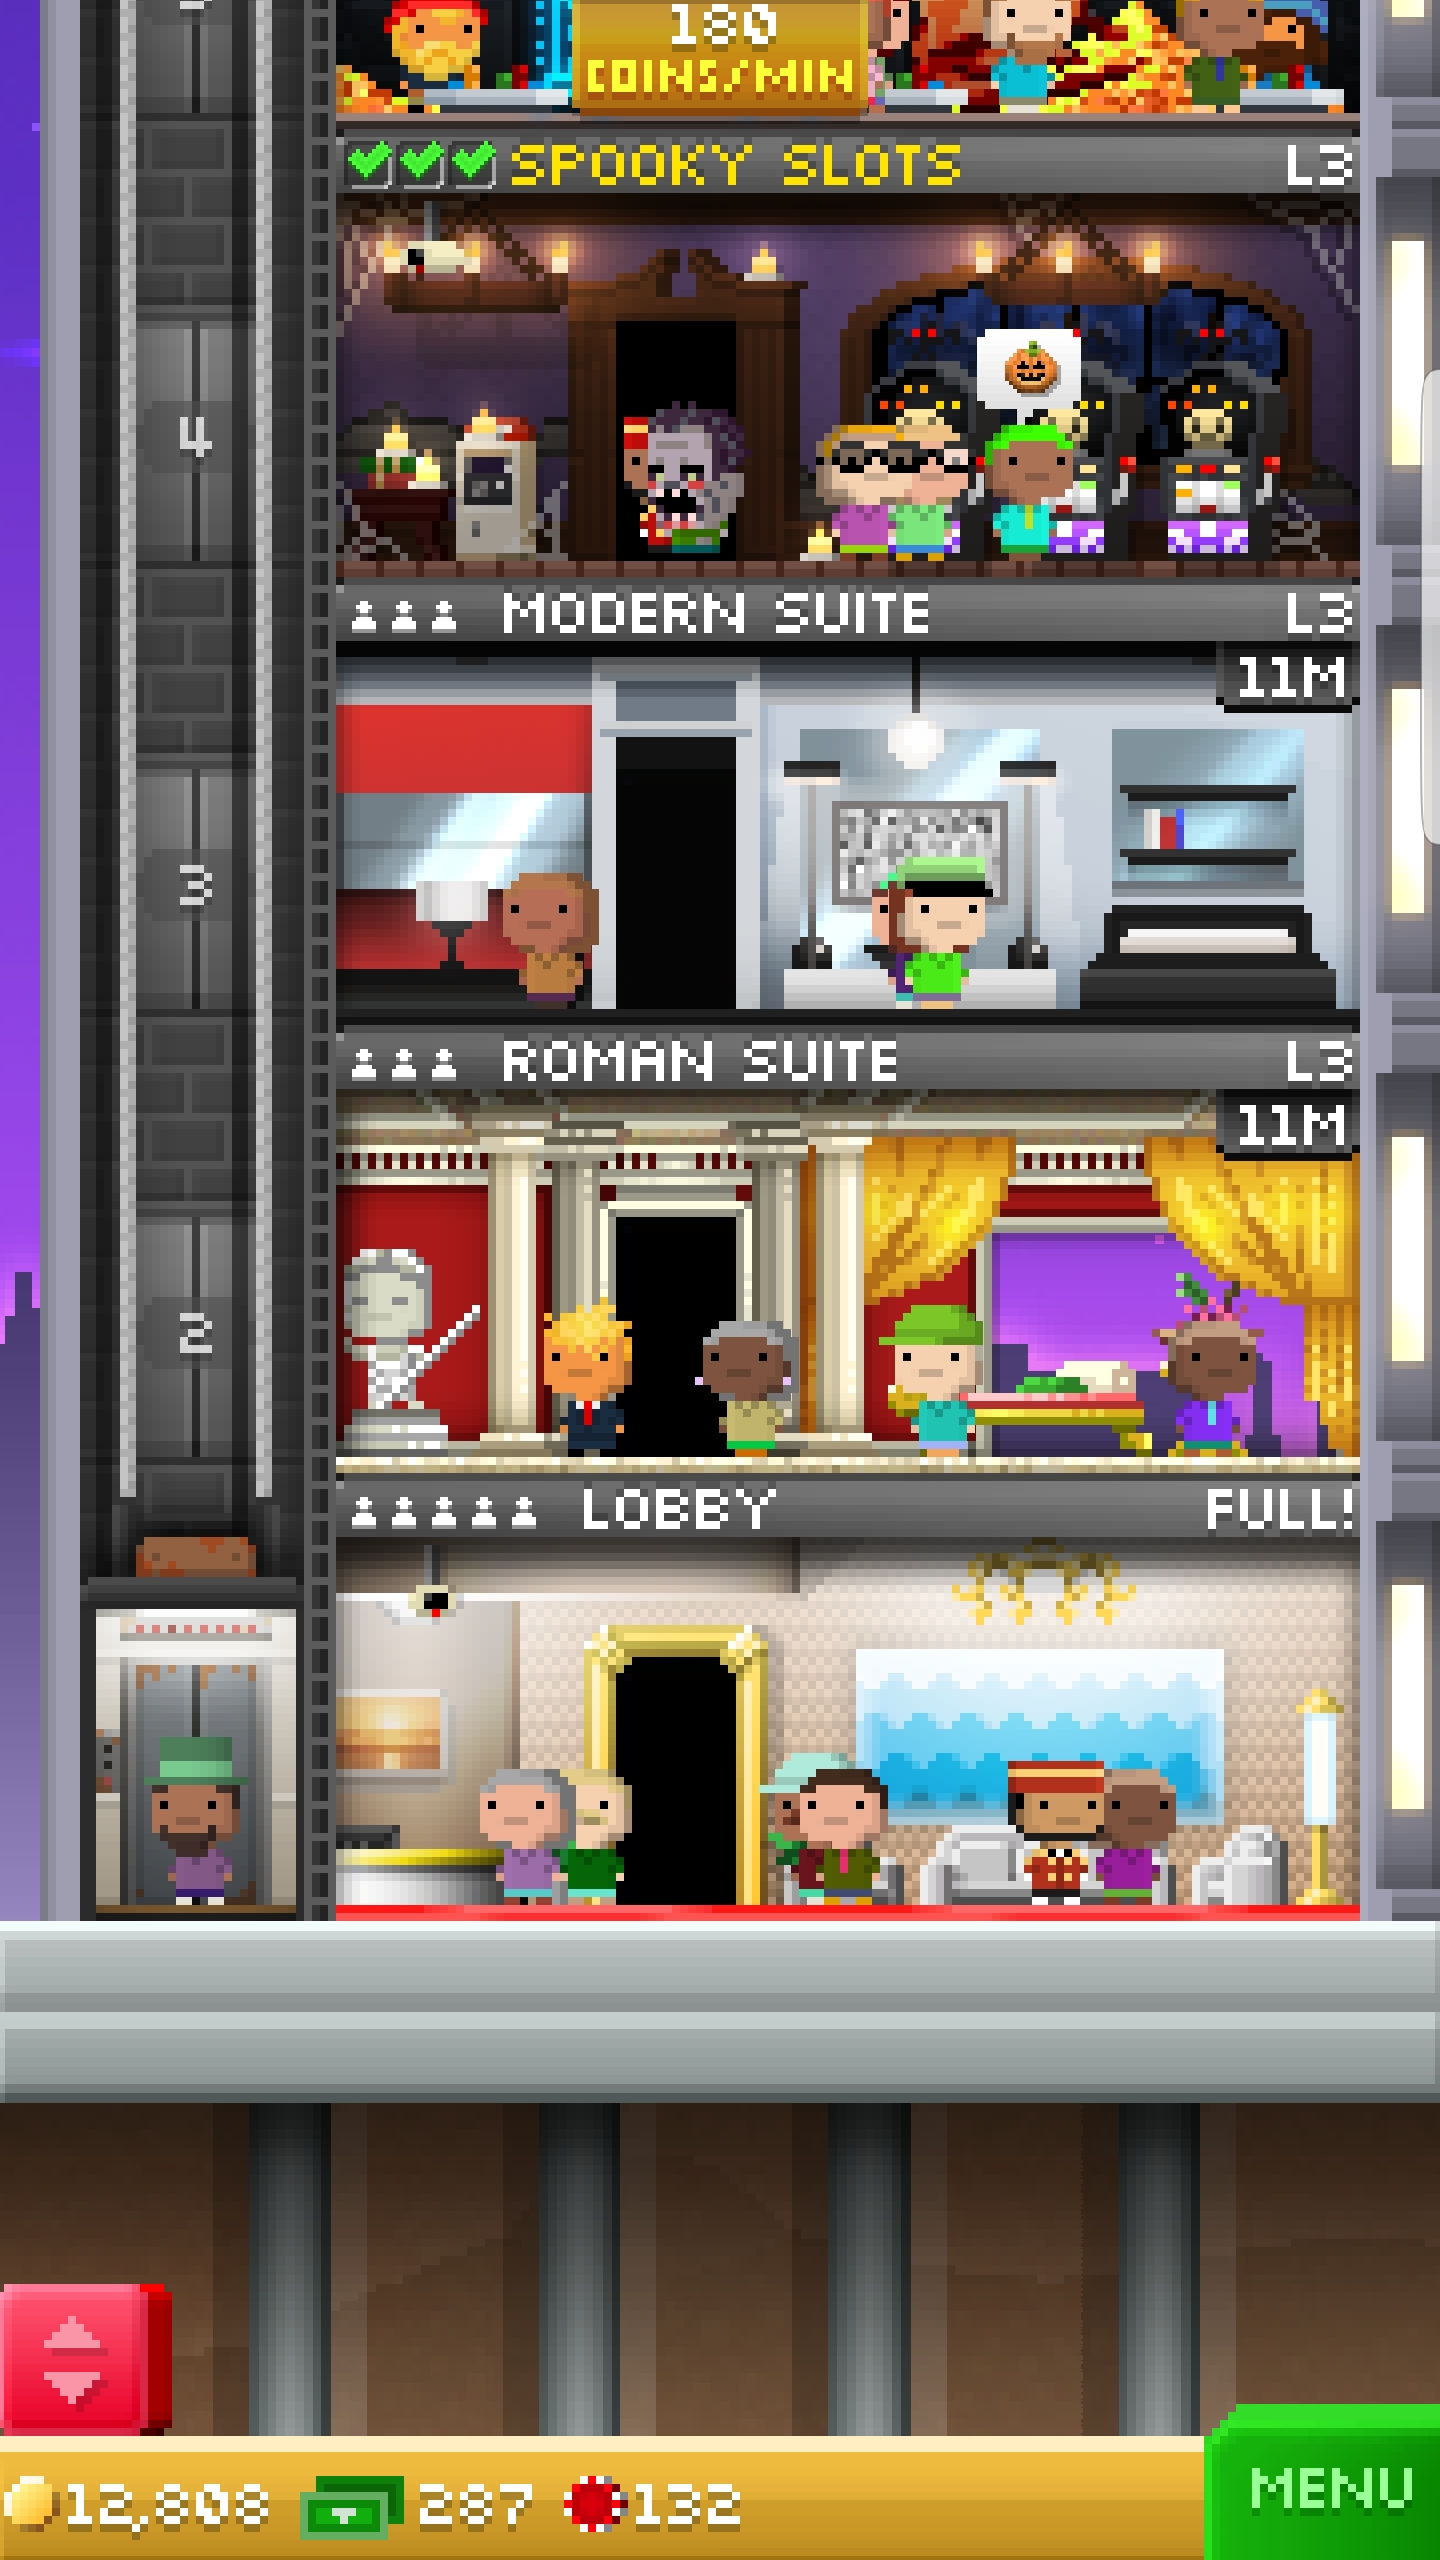 180
COINS/MIN
SPOOKY SLOTS L3
4
MODERN SUITE L3
11M
3
ROMAN SUITE L3
11M
2
LOBBY FULL!
12,808 287 132
MENU